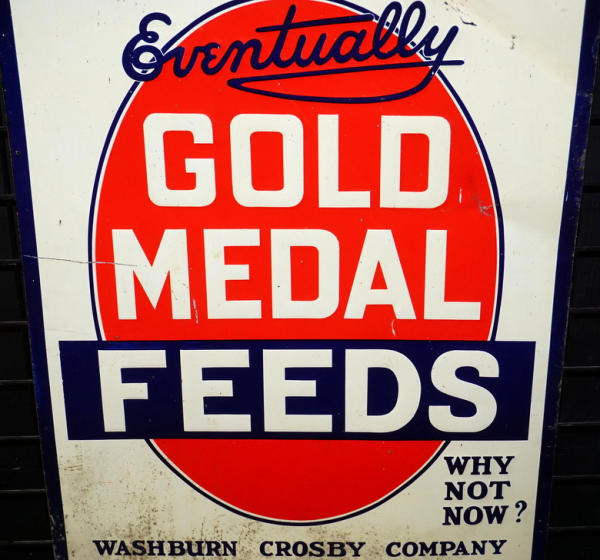 Eventually
GOLD
MEDAL
FEEDS
WHY
NOT
NOW?
WASHBURN CROSBY COMPANY